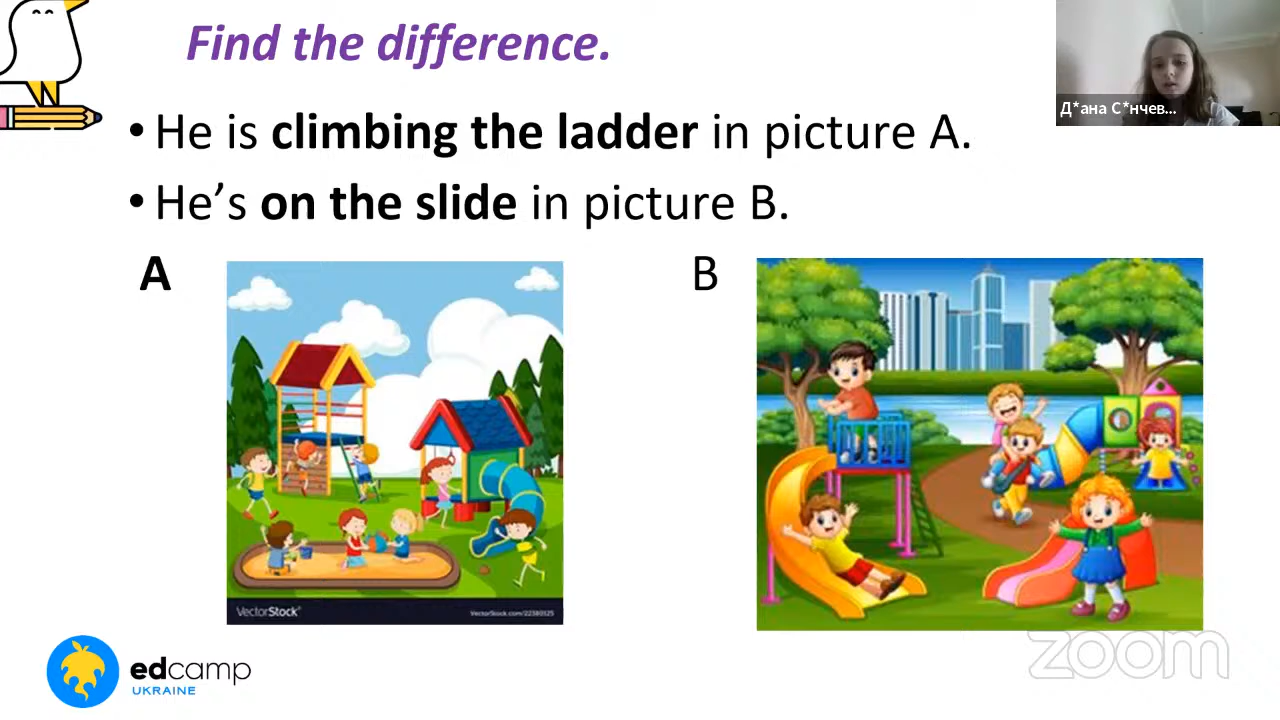 Find the difference.
Д*ана С*нчев...
• He is climbing the ladder in picture A.
• He’s on the slide in picture B.
A
B
VectorStock®
VectorStock.com/22380525
edcamp
UKRAINE
zoom